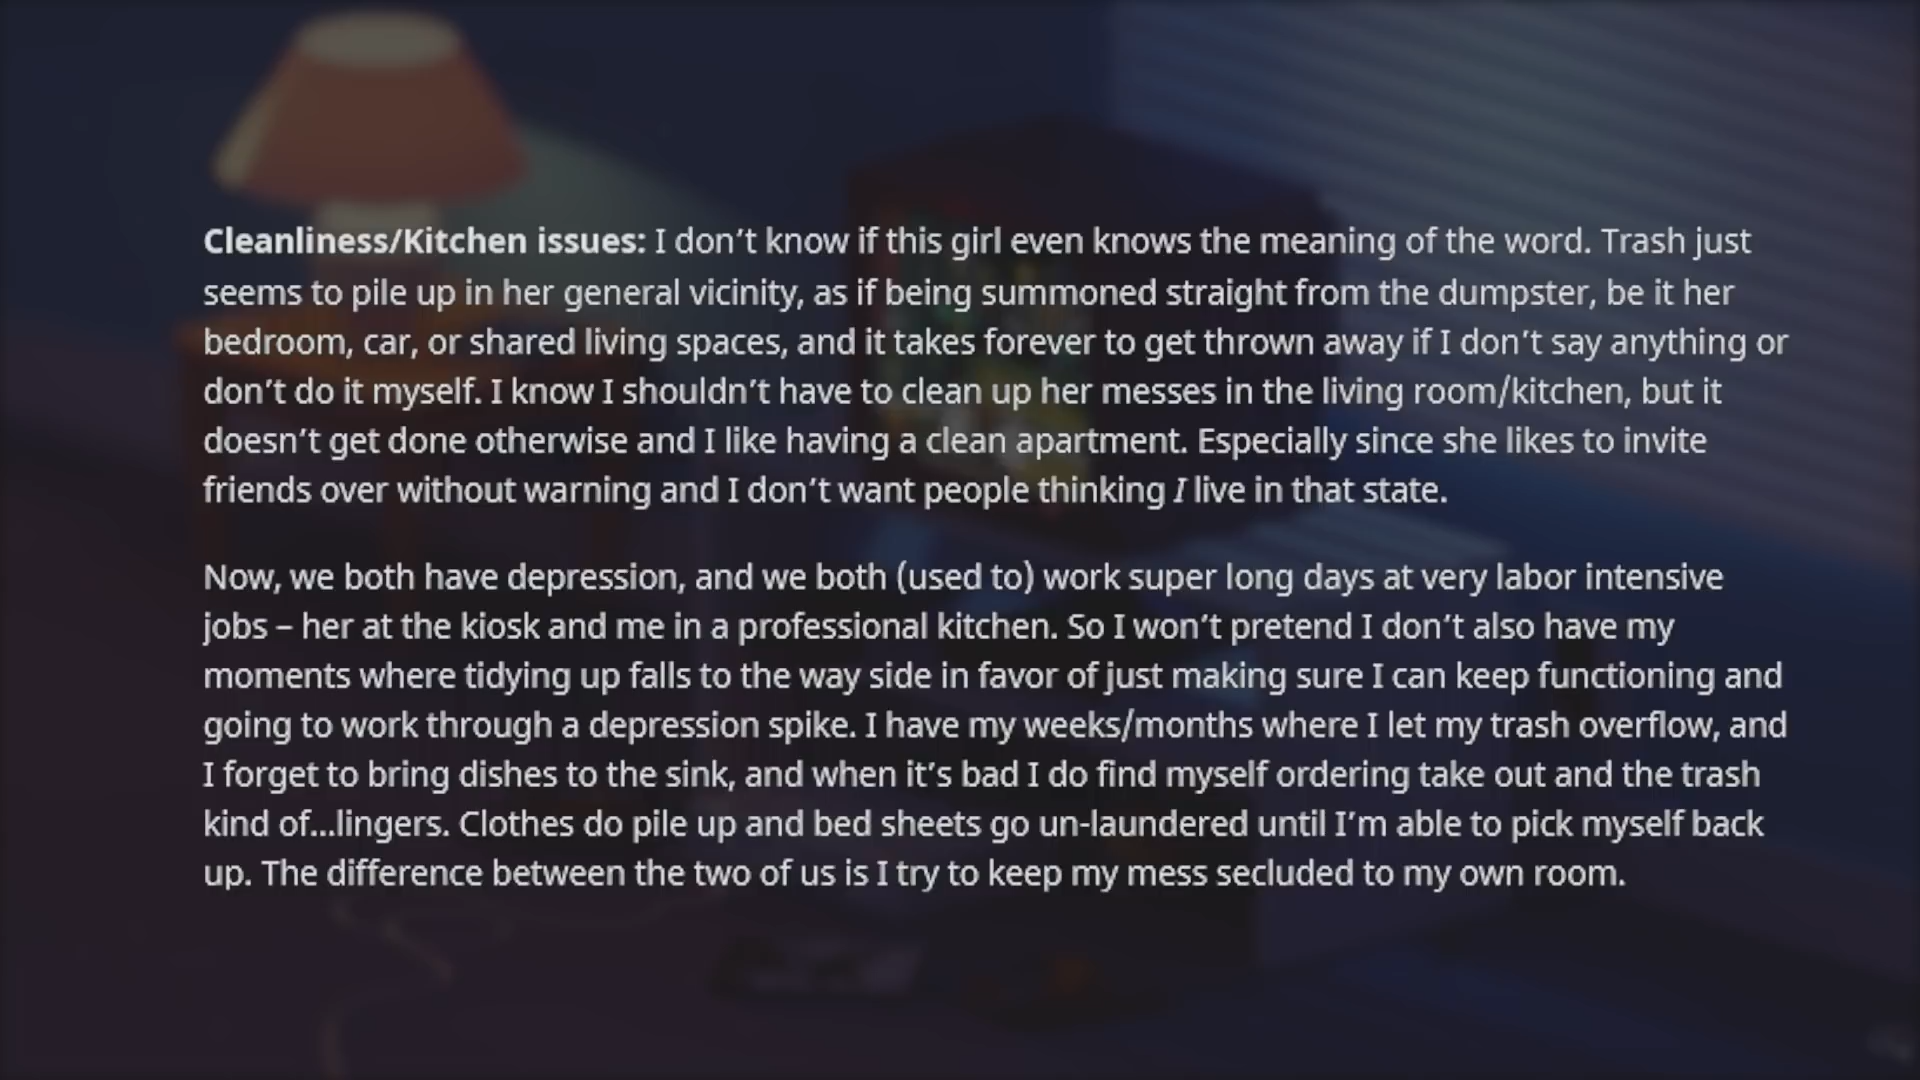 Cleanliness/Kitchen issues: I don’t know if this girl even knows the meaning of the word. Trash just
seems to pile up in her general vicinity, as if being summoned straight from the dumpster, be it her
bedroom, car, or shared living spaces, and it takes forever to get thrown away if I don’t say anything or
don’t do it myself. I know I shouldn’t have to clean up her messes in the living room/kitchen, but it
doesn’t get done otherwise and I like having a clean apartment. Especially since she likes to invite
friends over without warning and I don’t want people thinking I live in that state.
Now, we both have depression, and we both (used to) work super long days at very labor intensive
jobs – her at the kiosk and me in a professional kitchen. So I won’t pretend I don’t also have my
moments where tidying up falls to the way side in favor of just making sure I can keep functioning and
going to work through a depression spike. I have my weeks/months where I let my trash overflow, and
I forget to bring dishes to the sink, and when it’s bad I do find myself ordering take out and the trash
kind of...lingers. Clothes do pile up and bed sheets go un-laundered until I’m able to pick myself back
up. The difference between the two of us is I try to keep my mess secluded to my own room.